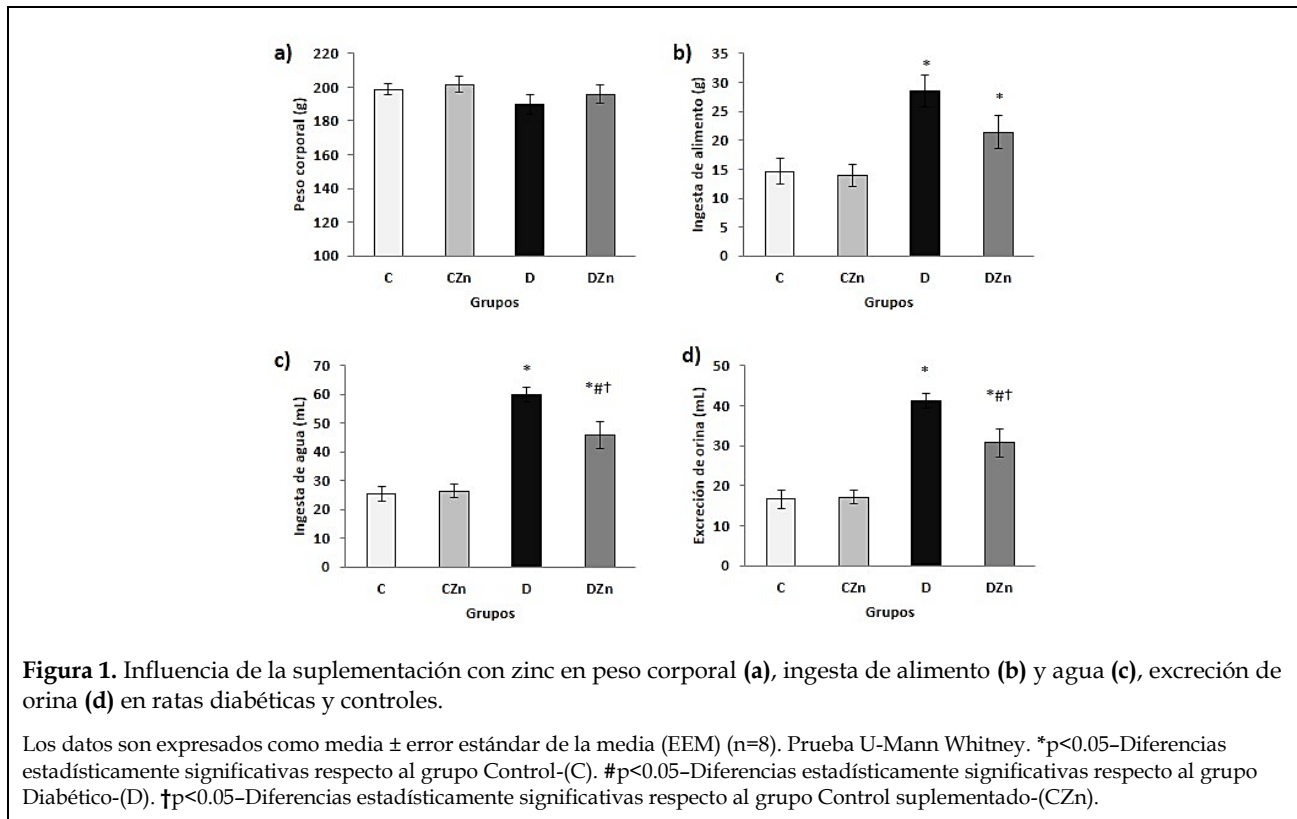 a)
220
200
180
160
140
120
100
Peso corporal (g)
C CZn D DZn
Grupos
b)
35
30
25
20
15
10
5
0
Ingesta de alimento (g)
* *
C CZn D DZn
Grupos
c)
70
60
50
40
30
20
10
0
Ingesta de agua (mL)
* *#†
C CZn D DZn
Grupos
d)
50
40
30
20
10
0
Excreción de orina (mL)
* *#†
C CZn D DZn
Grupos
Figura 1. Influencia de la suplementación con zinc en peso corporal (a), ingesta de alimento (b) y agua (c), excreción de
orina (d) en ratas diabéticas y controles.
Los datos son expresados como media ± error estándar de la media (EEM) (n=8). Prueba U-Mann Whitney. *p<0.05–Diferencias
estadísticamente significativas respecto al grupo Control-(C). #p<0.05–Diferencias estadísticamente significativas respecto al grupo
Diabético-(D). †p<0.05–Diferencias estadísticamente significativas respecto al grupo Control suplementado-(CZn).